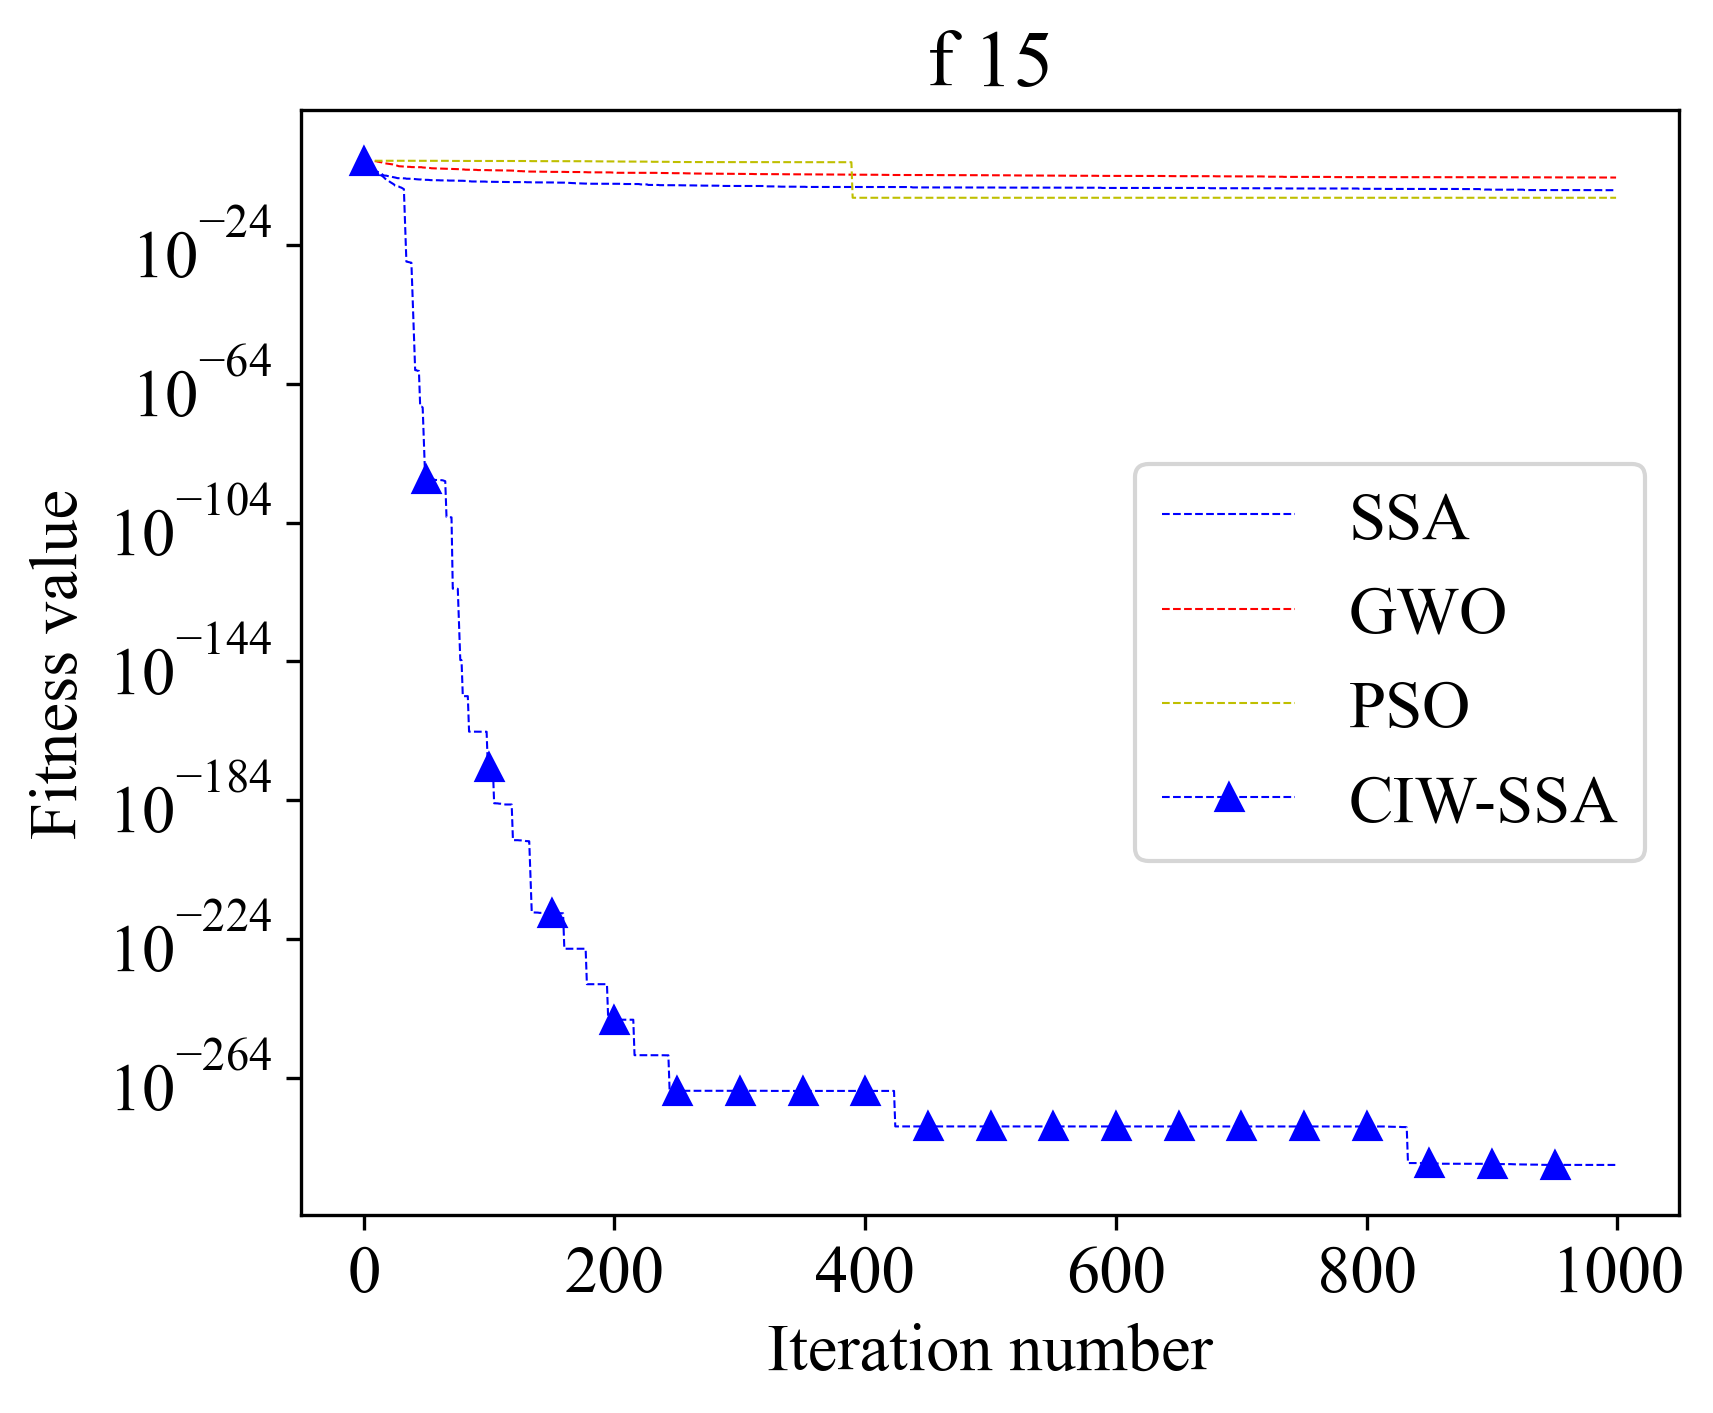 f 15
Fitness value
10^−24
10^−64
10^−104
10^−144
10^−184
10^−224
10^−264
SSA
GWO
PSO
CIW-SSA
0 200 400 600 800 1000
Iteration number